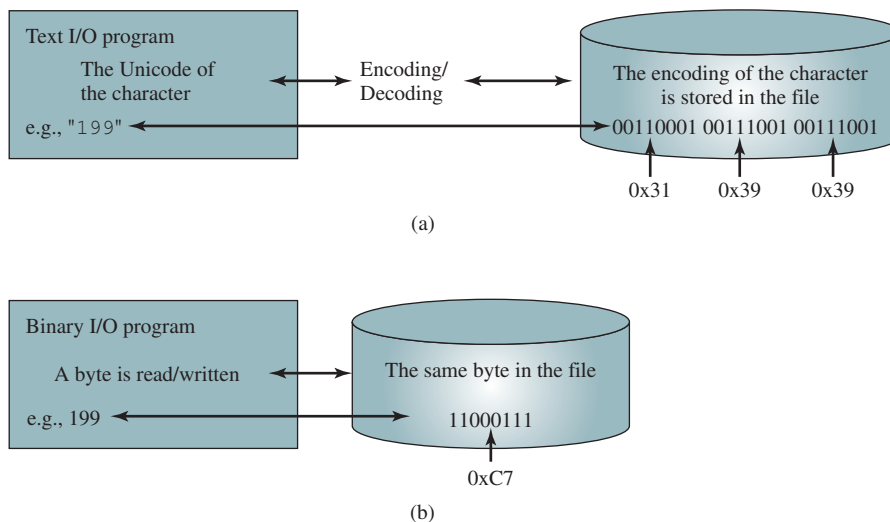 Text I/O program
The Unicode of
the character
e.g., "199"
Encoding/
Decoding
The encoding of the character
is stored in the file
00110001 00111001 00111001
0x31 0x39 0x39
(a)
Binary I/O program
A byte is read/written
e.g., 199
The same byte in the file
11000111
0xC7
(b)